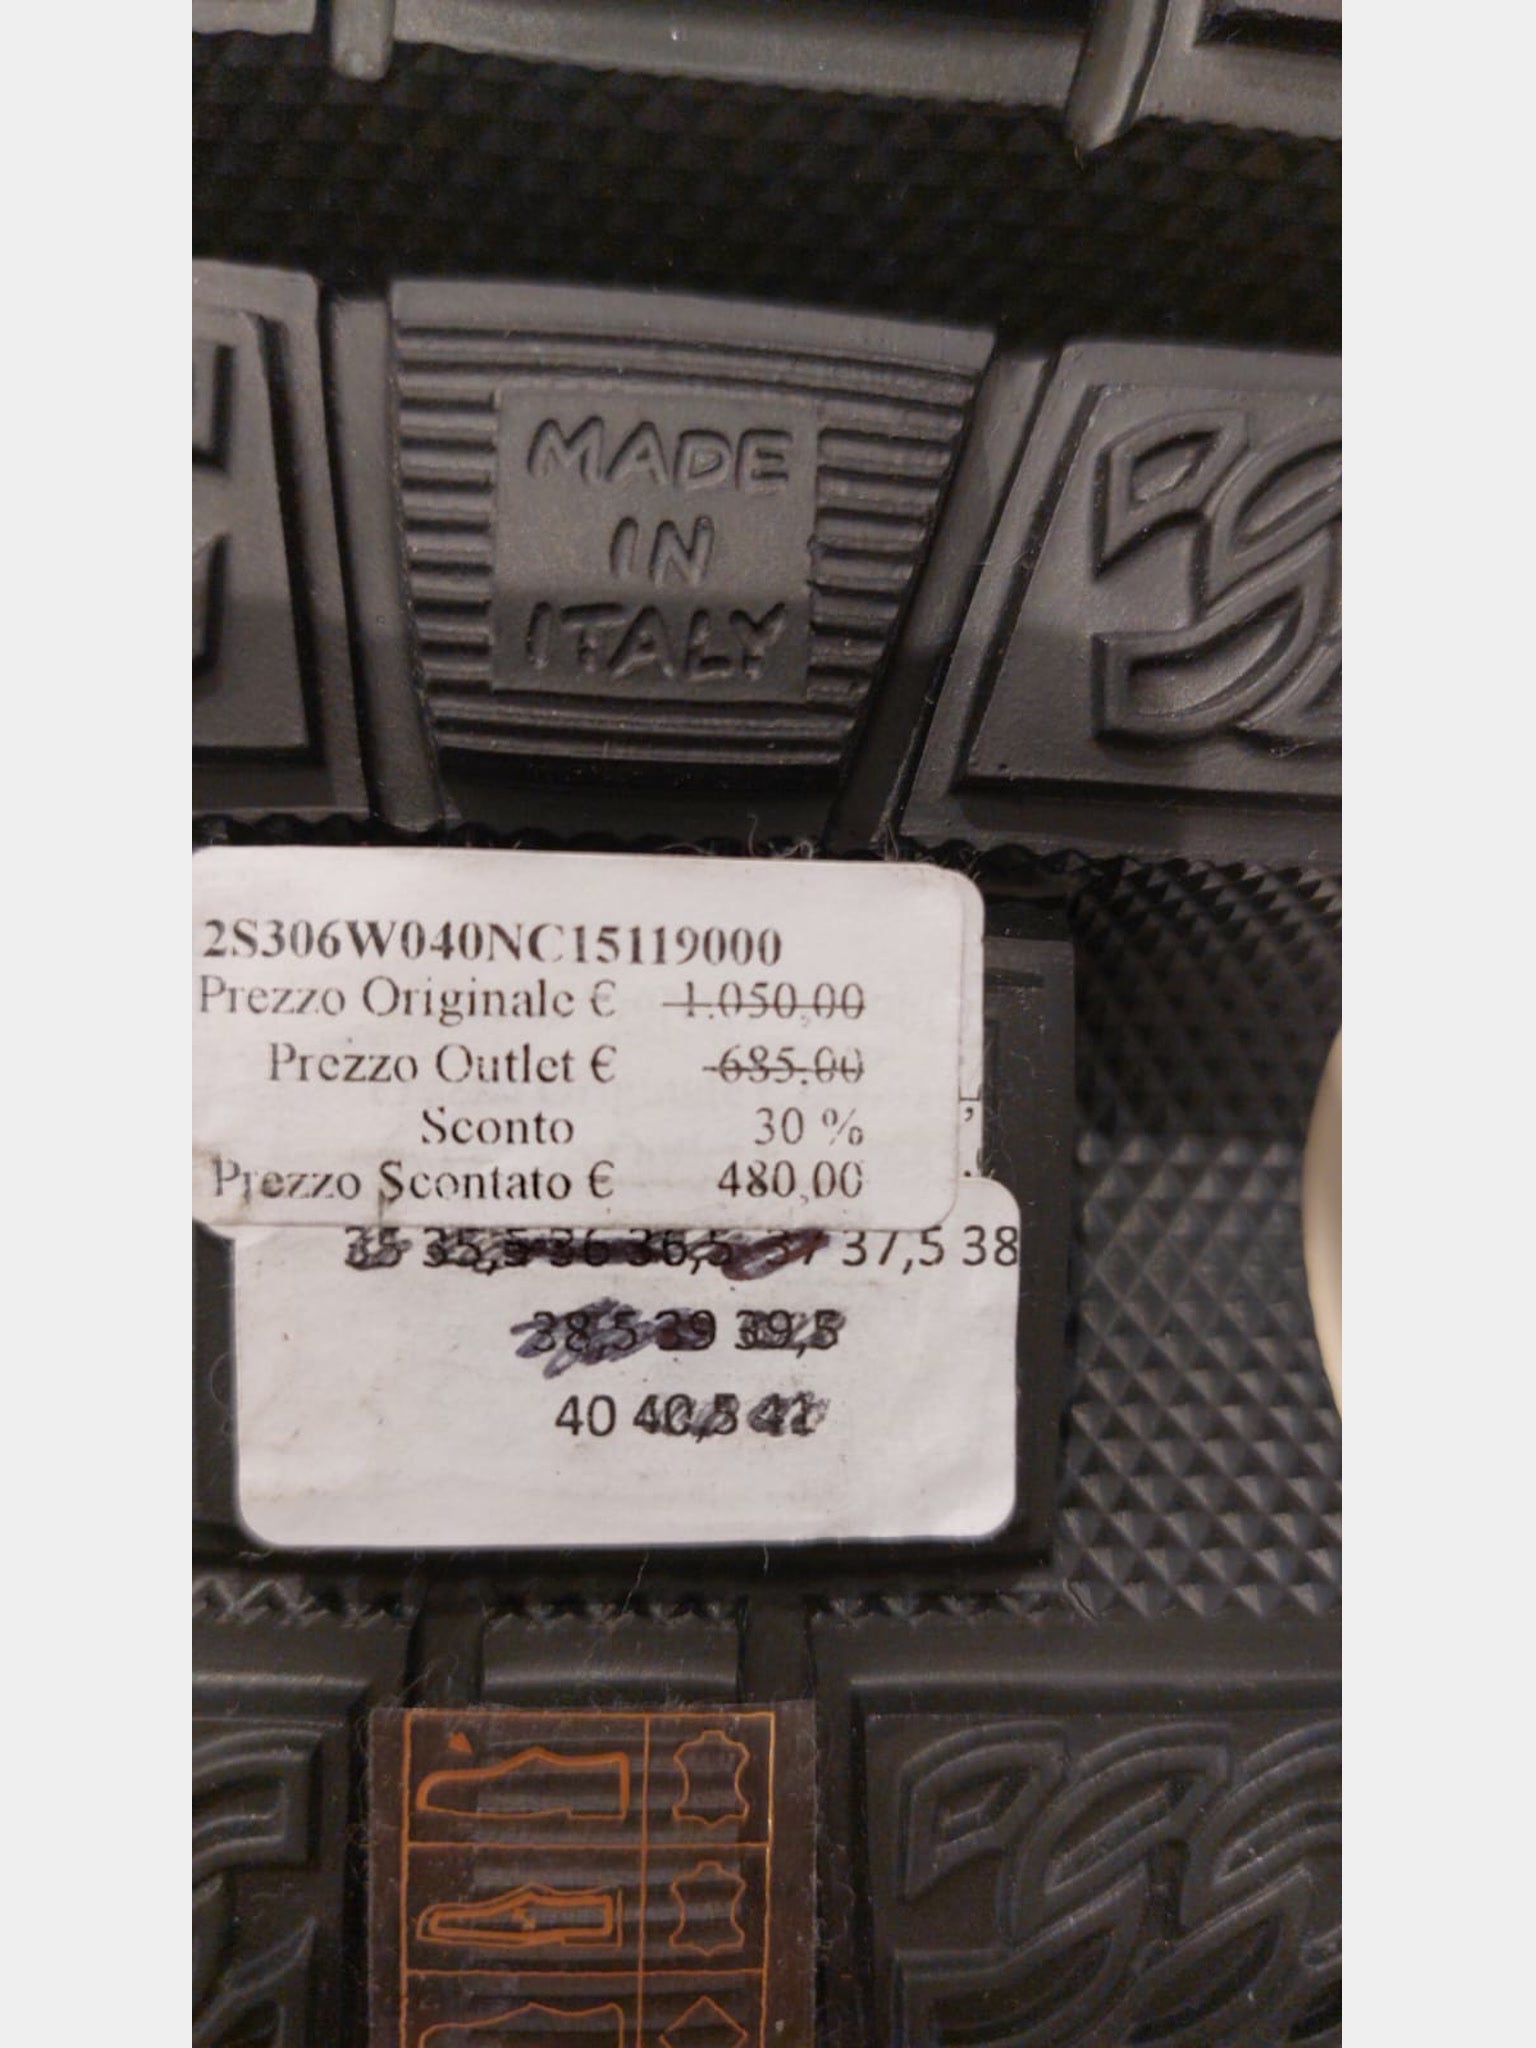 MADE
IN
ITALY
2S306W040NC15119000
Prezzo Originale € 1.050,00
Prezzo Outlet € 685,00
Sconto 30 %
Prezzo Scontato € 480,00
35 35,5 36 36,5 37 37,5 38
38,5 39 39,5
40 40,5 41